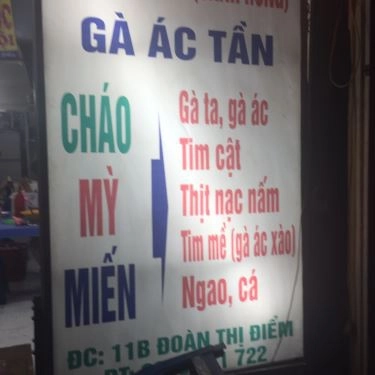 GÀ ÁC TẦN
CHÁO
MỲ
MIẾN
Gà ta, gà ác
Tim cật
Thịt nạc nấm
Tim mề (gà ác xào)
Ngao, cá
ĐC: 11B ĐOÀN THỊ ĐIỂM
722